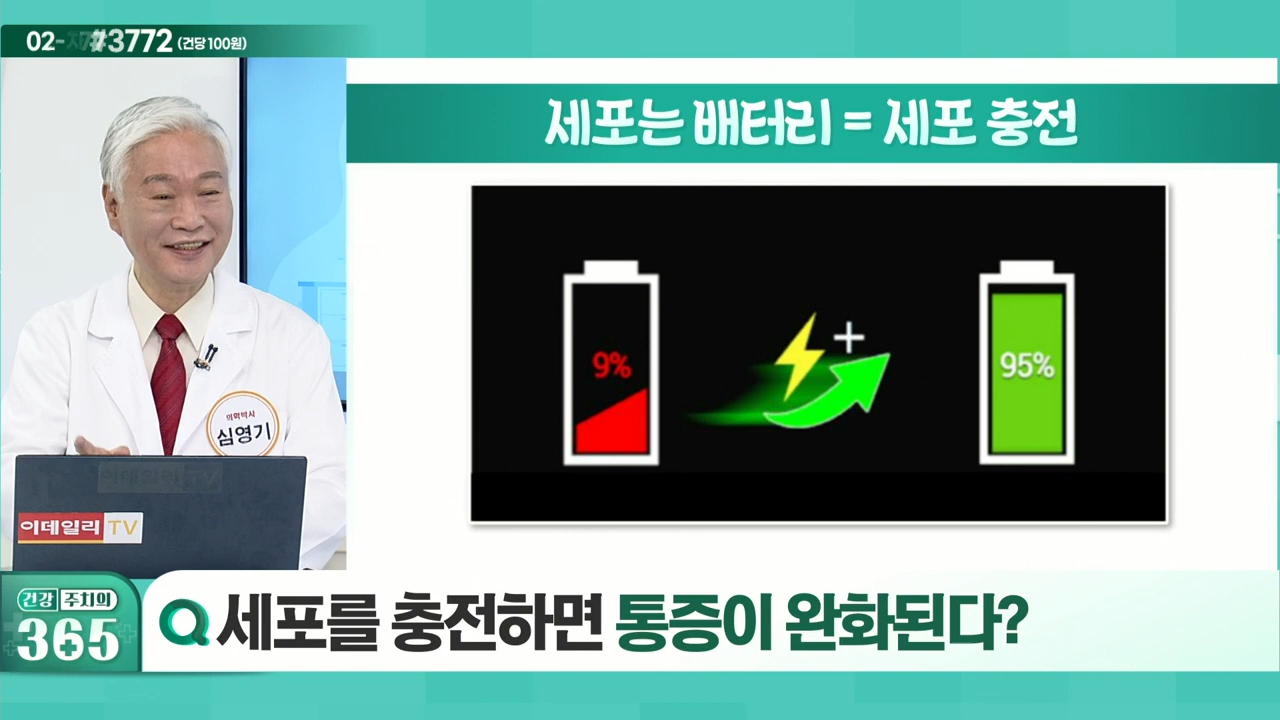 02- #3772 (건당 100원)
세포는 배터리 = 세포 충전
9%
95%
의학박사
심영기
이데일리 TV
건강 주치의
365
Q 세포를 충전하면 통증이 완화된다?